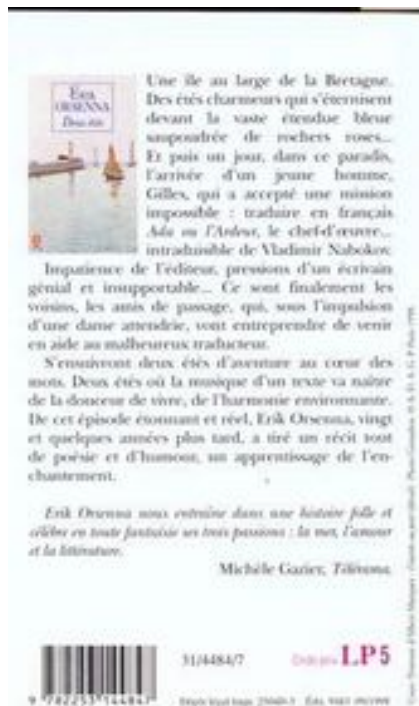 Erik
ORSENNA
Deux étés
Une île au large de la Bretagne.
Des étés charmeurs qui s'éternisent
devant la vaste étendue bleue
saupoudrée de rochers roses...
Et puis un jour, dans ce paradis,
l'arrivée d'un jeune homme,
Gilles, qui a accepté une mission
impossible : traduire en français
Ada ou l'Ardeur, le chef-d'œuvre...
intraduisible de Vladimir Nabokov.
Impatience de l'éditeur, pressions d'un écrivain
génial et insupportable... Ce sont finalement les
voisins, les amis de passage, qui, sous l'impulsion
d'une dame attendrie, vont entreprendre de venir
en aide au malheureux traducteur.
S'ensuivront deux étés d'aventure au cœur des
mots. Deux étés où la musique d'un texte va naître
de la douceur de vivre, de l'harmonie environnante.
De cet épisode étonnant et réel, Erik Orsenna, vingt
et quelques années plus tard, a tiré un récit tout
de poésie et d'humour, un apprentissage de l'en-
chantement.
Erik Orsenna nous entraîne dans une histoire folle et
célèbre en toute fantaisie ses trois passions : la mer, l'amour
et la littérature.
Michèle Gazier, Télérama.
31/4484/7
Code prix LP5
9 782253 144847